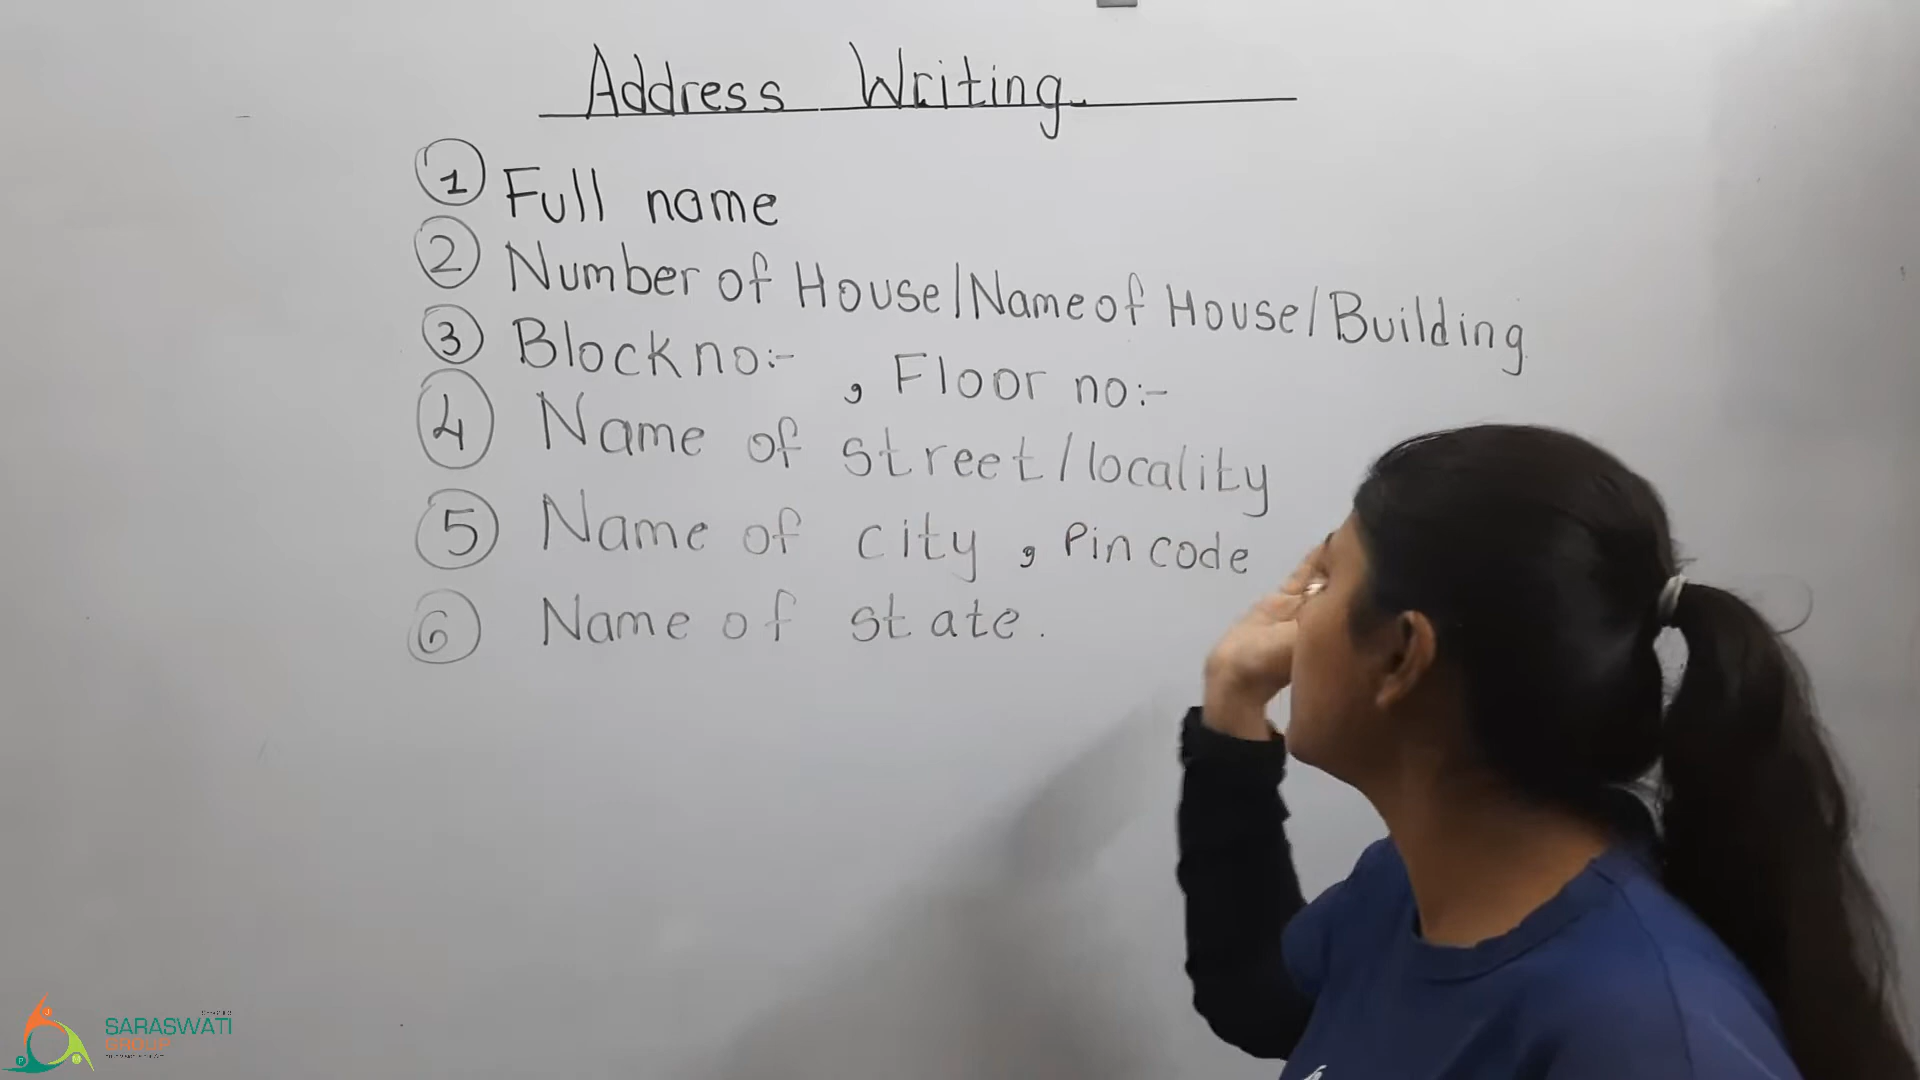 Address Writing
1 Full name
2 Number of House/Name of House/Building
3 Block no:- , Floor no:-
4 Name of street/locality
5 Name of city, Pin code
6 Name of state.
SARASWATI
GROUP